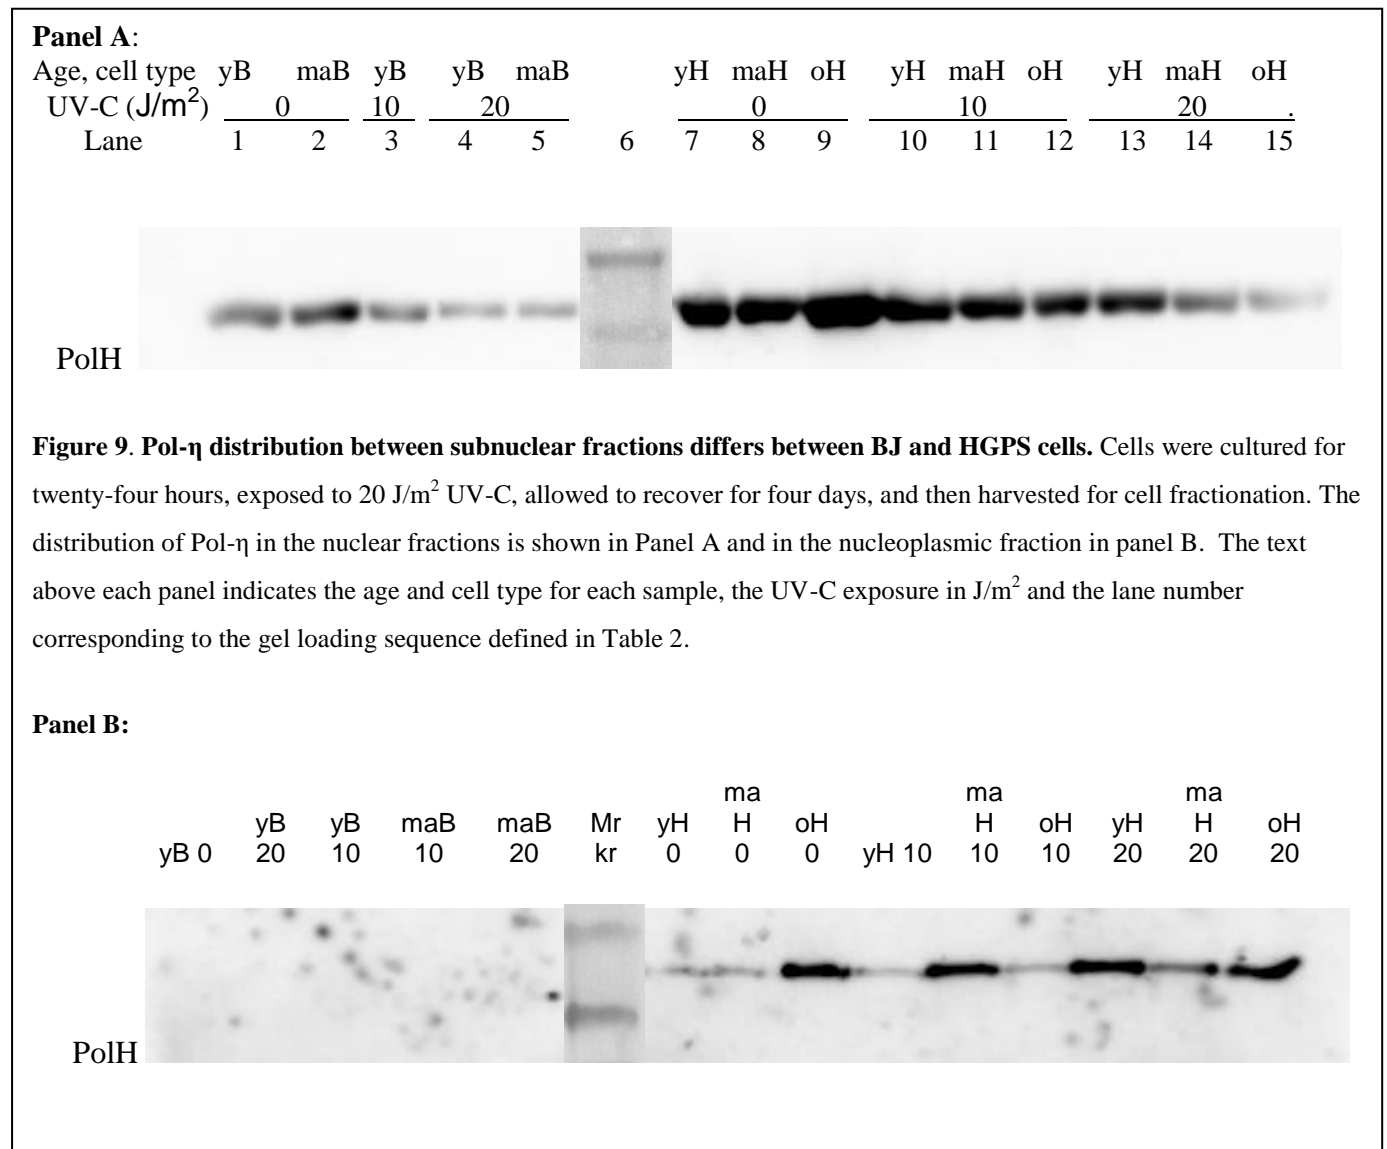 Panel A:
Age, cell type yB maB yB yB maB yH maH oH yH maH oH yH maH oH
UV-C (J/m²) 0 10 20 0 10 20 .
Lane 1 2 3 4 5 6 7 8 9 10 11 12 13 14 15
PolH
Figure 9. Pol-η distribution between subnuclear fractions differs between BJ and HGPS cells. Cells were cultured for
twenty-four hours, exposed to 20 J/m² UV-C, allowed to recover for four days, and then harvested for cell fractionation. The
distribution of Pol-η in the nuclear fractions is shown in Panel A and in the nucleoplasmic fraction in panel B. The text
above each panel indicates the age and cell type for each sample, the UV-C exposure in J/m² and the lane number
corresponding to the gel loading sequence defined in Table 2.
Panel B:
ma ma ma
yB yB maB maB Mr yH H oH H oH yH H oH
yB 0 20 10 10 20 kr 0 0 0 yH 10 10 10 20 20 20
PolH